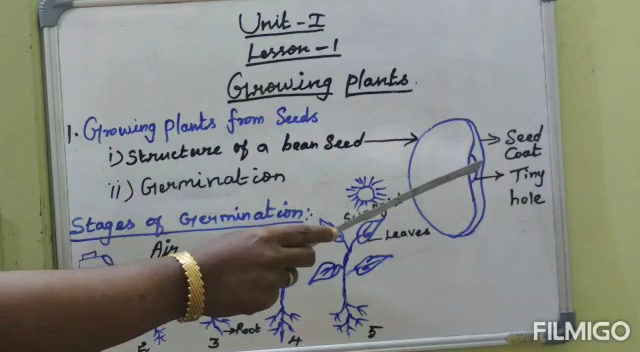 Unit-I
Lesson-1
Growing plants.
1. Growing plants from Seeds
i) Structure of a bean Seed
ii) Germination
Seed
Coat
Tiny
hole
Stages of Germination:
Air
Leaves
Root
3
4
5
FILMIGO